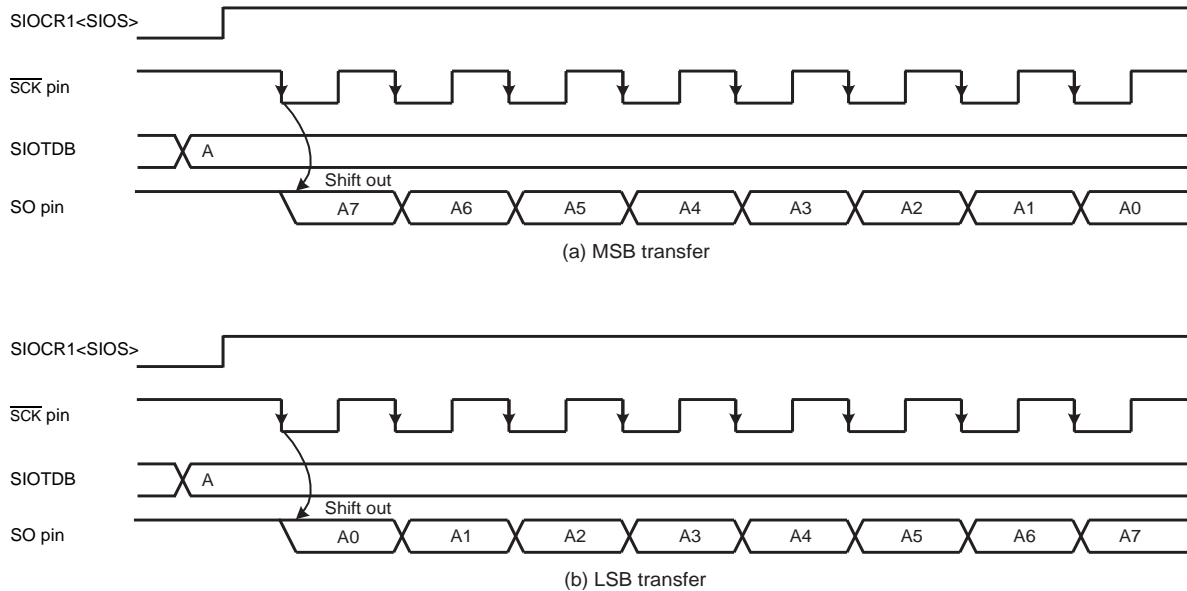 SIOCR1<SIOS>
SCK pin
SIOTDB
A
Shift out
SO pin
A7 A6 A5 A4 A3 A2 A1 A0
(a) MSB transfer
SIOCR1<SIOS>
SCK pin
SIOTDB
A
Shift out
SO pin
A0 A1 A2 A3 A4 A5 A6 A7
(b) LSB transfer